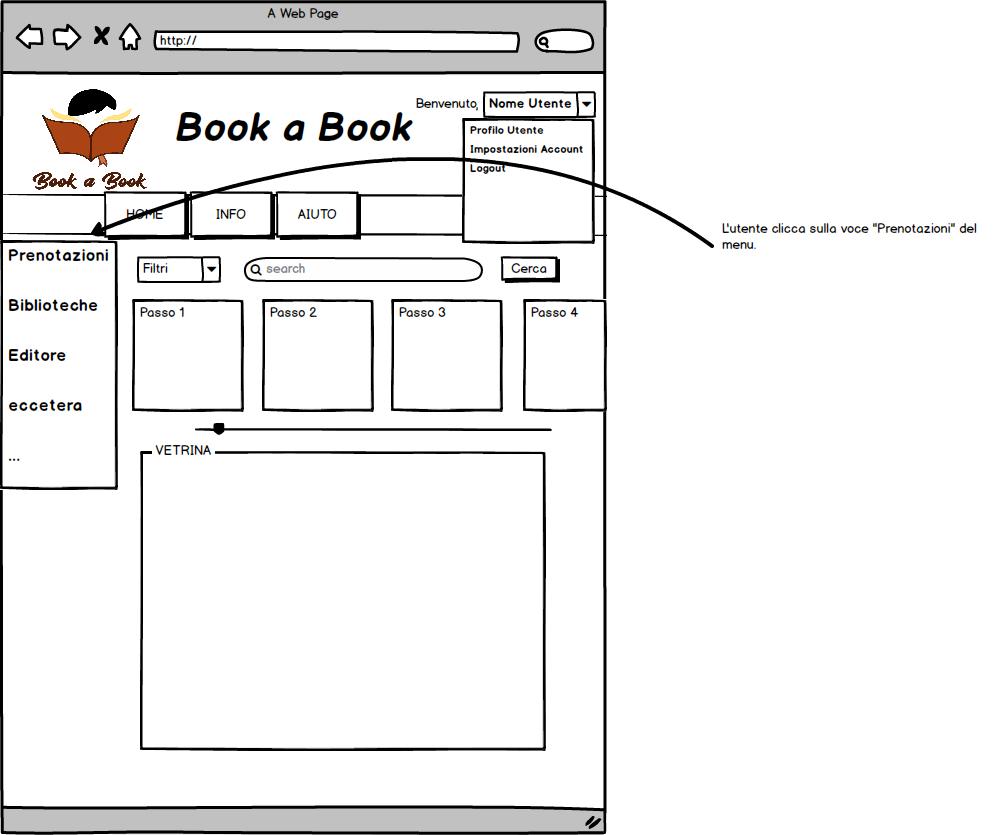 A Web Page
http://
Benvenuto, Nome Utente
Book a Book
Profilo Utente
Impostazioni Account
Logout
Book a Book
HOME INFO AIUTO
L'utente clicca sulla voce "Prenotazioni" del
menu.
Prenotazioni
Biblioteche
Editore
eccetera
...
Filtri search Cerca
Passo 1 Passo 2 Passo 3 Passo 4
VETRINA